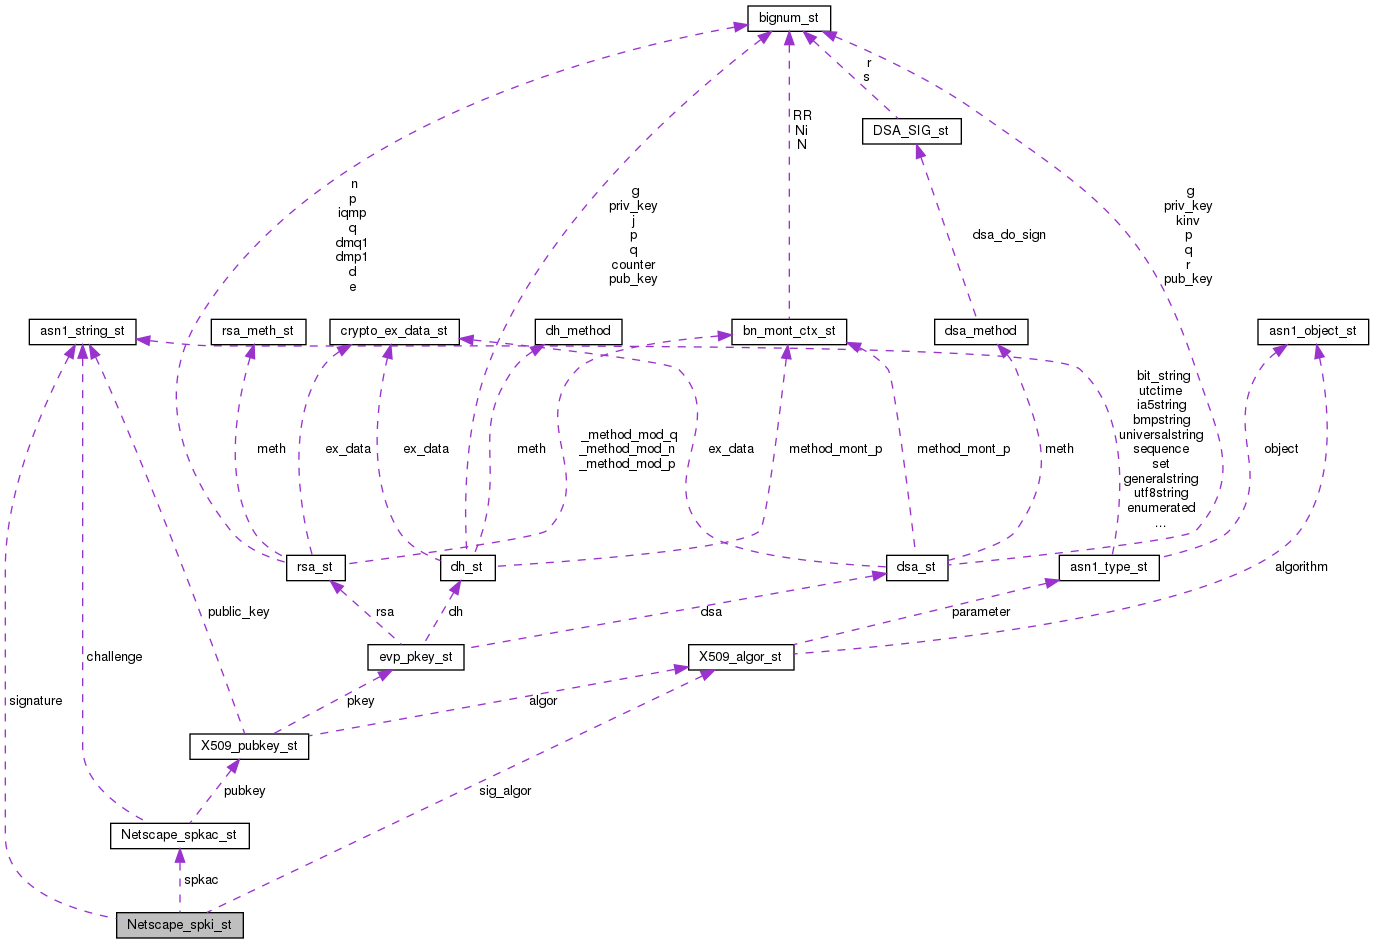 bignum_st
r
s
DSA_SIG_st
RR
Ni
N
n
p
iqmp
q
dmq1
dmp1
d
e
g
priv_key
j
p
q
counter
pub_key
g
priv_key
kinv
p
q
r
pub_key
dsa_do_sign
asn1_string_st
rsa_meth_st
crypto_ex_data_st
dh_method
bn_mont_ctx_st
dsa_method
asn1_object_st
meth
ex_data
ex_data
meth
_method_mod_q
_method_mod_n
_method_mod_p
ex_data
method_mont_p
method_mont_p
meth
bit_string
utctime
ia5string
bmpstring
universalstring
sequence
set
generalstring
utf8string
enumerated
...
object
rsa_st
dh_st
dsa_st
asn1_type_st
algorithm
public_key
rsa
dh
dsa
parameter
challenge
evp_pkey_st
X509_algor_st
signature
pkey
algor
X509_pubkey_st
pubkey
sig_algor
Netscape_spkac_st
spkac
Netscape_spki_st